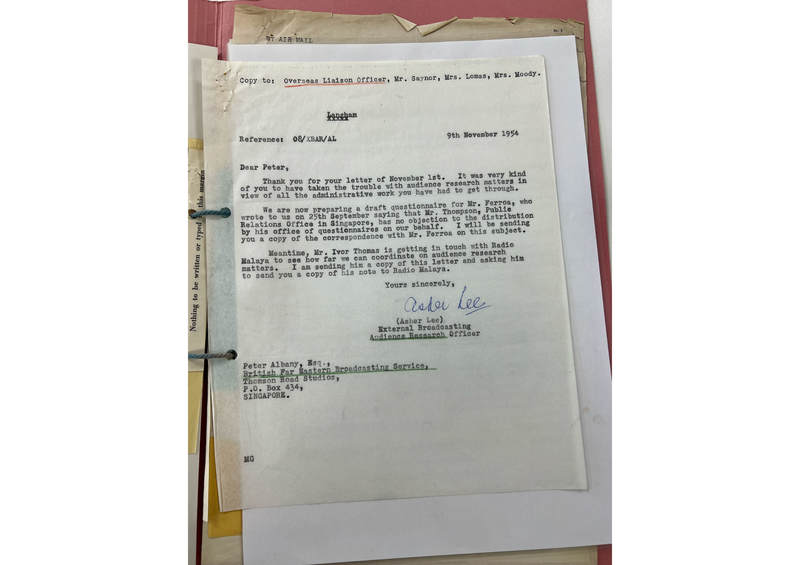 BY AIR MAIL
Copy to: Overseas Liaison Officer, Mr. Saynor, Mrs. Lomas, Mrs. Moody.
Langham
Reference: 08/XBAR/AL
9th November 1954
Dear Peter,
Thank you for your letter of November 1st. It was very kind
of you to have taken the trouble with audience research matters in
view of all the administrative work you have had to get through.
We are now preparing a draft questionnaire for Mr. Ferroa, who
wrote to us on 25th September saying that Mr. Thompson, Public
Relations Office in Singapore, has no objection to the distribution
by his office of questionnaires on our behalf. I will be sending
you a copy of the correspondence with Mr. Ferroa on this subject.
Meantime, Mr. Ivor Thomas is getting in touch with Radio
Malaya to see how far we can coordinate on audience research
matters. I am sending him a copy of this letter and asking him
to send you a copy of his note to Radio Malaya.
Yours sincerely,
Asher Lee
(Asher Lee)
External Broadcasting
Audience Research Officer
Peter Albany, Esq.,
British Far Eastern Broadcasting Service,
Thomson Road Studios,
P.O. Box 434,
SINGAPORE.
MG
Nothing to be written or typed in this margin